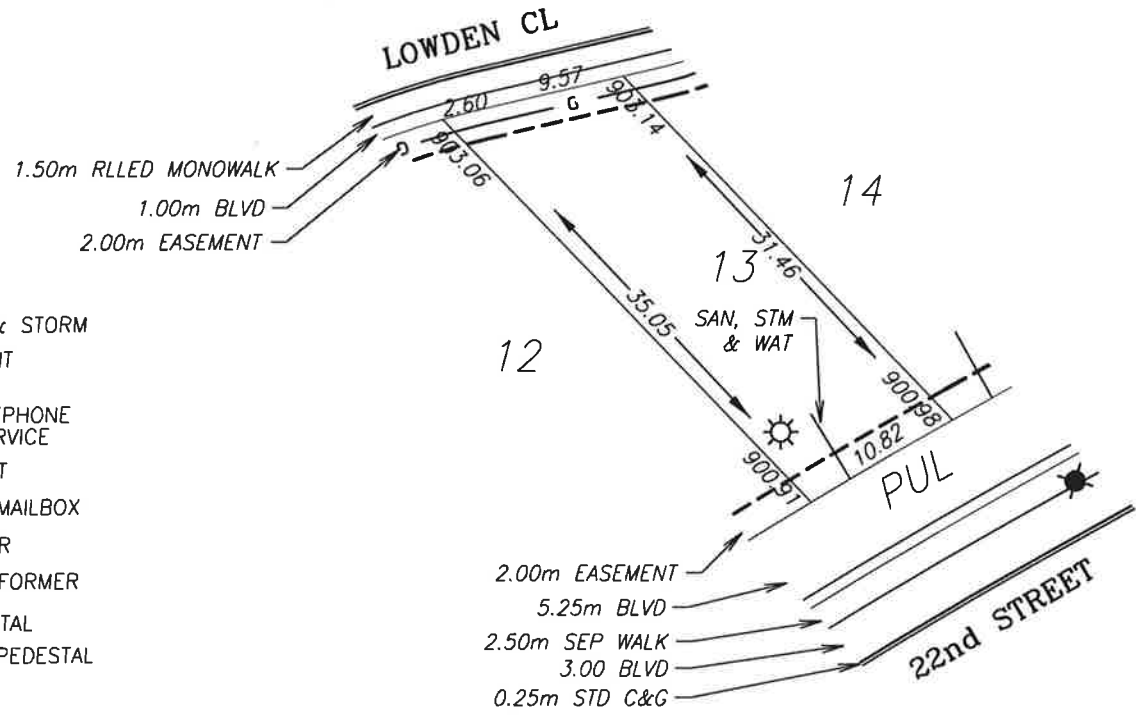 LOWDEN CL
9.57
2.60
G
903.14
903.06
1.50m RLLED MONOWALK
1.00m BLVD
2.00m EASEMENT
G
14
31.46
13
35.05
SAN, STM
& WAT
12
& STORM
PHONE
RVICE
MAILBOX
FORMER
PEDESTAL
900.98
10.82
900.91
PUL
2.00m EASEMENT
5.25m BLVD
2.50m SEP WALK
3.00 BLVD
0.25m STD C&G
22nd STREET